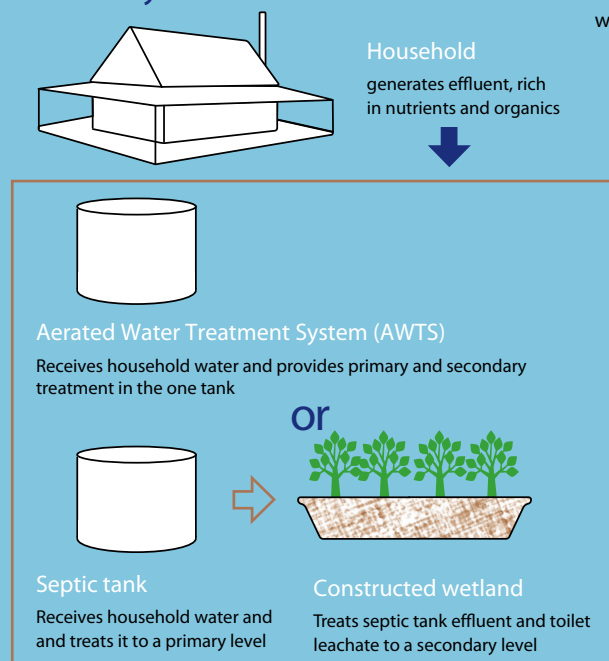 w
Household
generates effluent, rich
in nutrients and organics
Aerated Water Treatment System (AWTS)
Receives household water and provides primary and secondary
treatment in the one tank
or
Septic tank
Receives household water and
and treats it to a primary level
Constructed wetland
Treats septic tank effluent and toilet
leachate to a secondary level